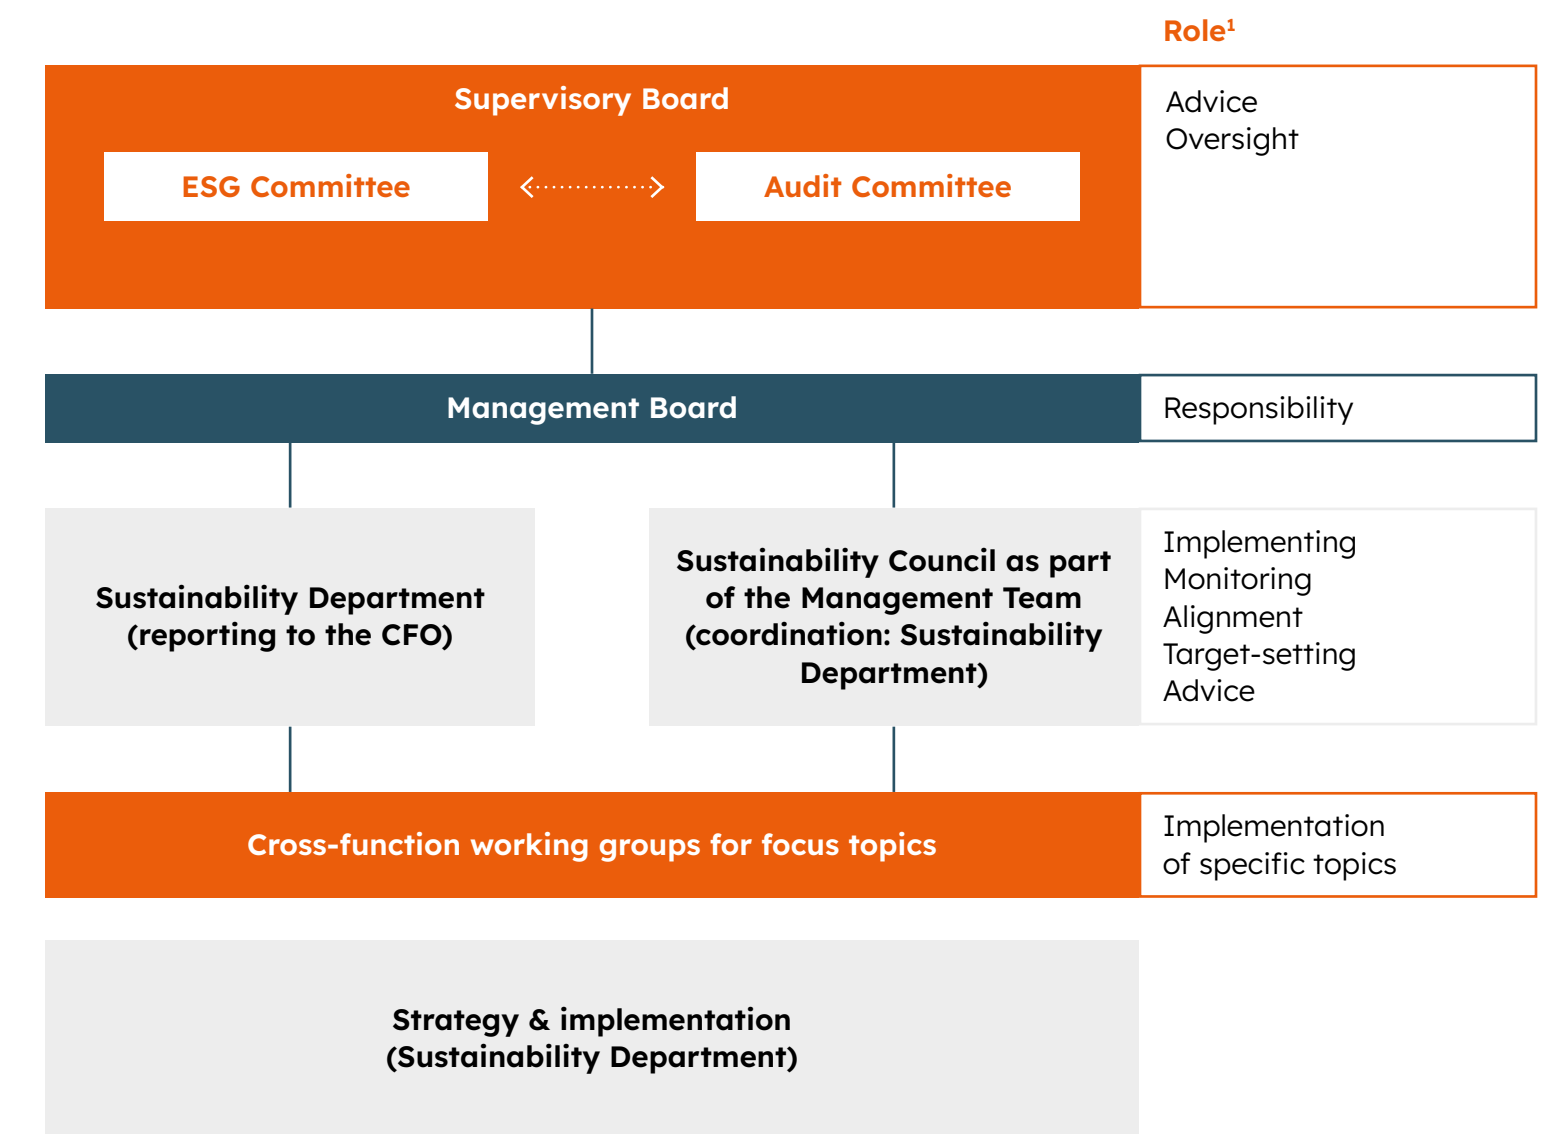 Role¹
Supervisory Board
Advice
Oversight
ESG Committee
Audit Committee
Management Board
Responsibility
Sustainability Department
(reporting to the CFO)
Sustainability Council as part
of the Management Team
(coordination: Sustainability
Department)
Implementing
Monitoring
Alignment
Target-setting
Advice
Cross-function working groups for focus topics
Implementation
of specific topics
Strategy & implementation
(Sustainability Department)